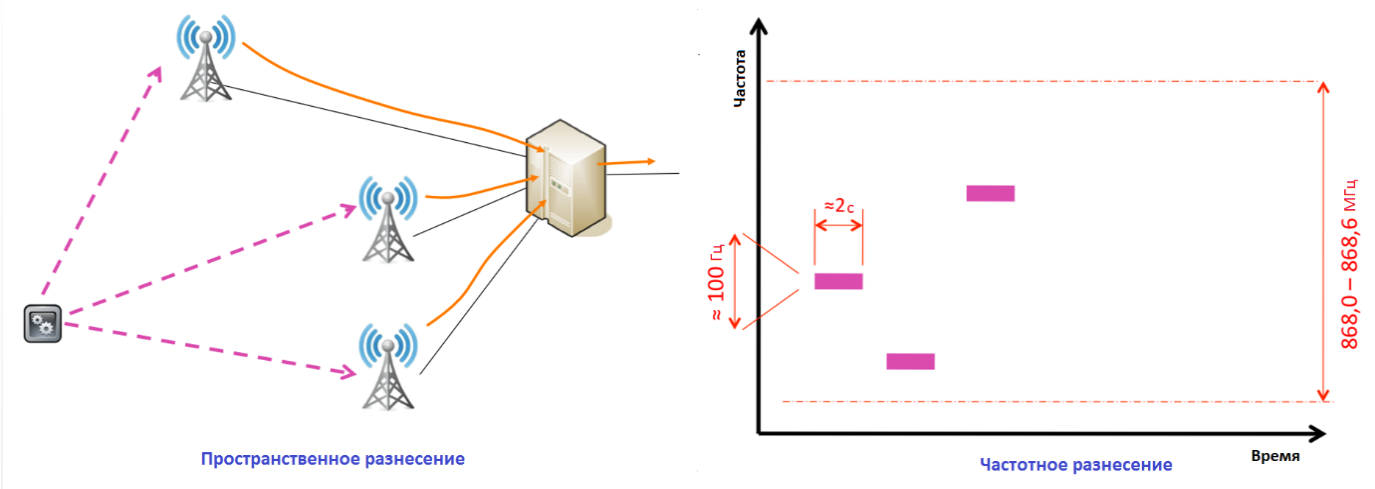 Пространственное разнесение
Частота
≈2с
≈ 100 Гц
868,0 – 868,6 МГц
Время
Частотное разнесение